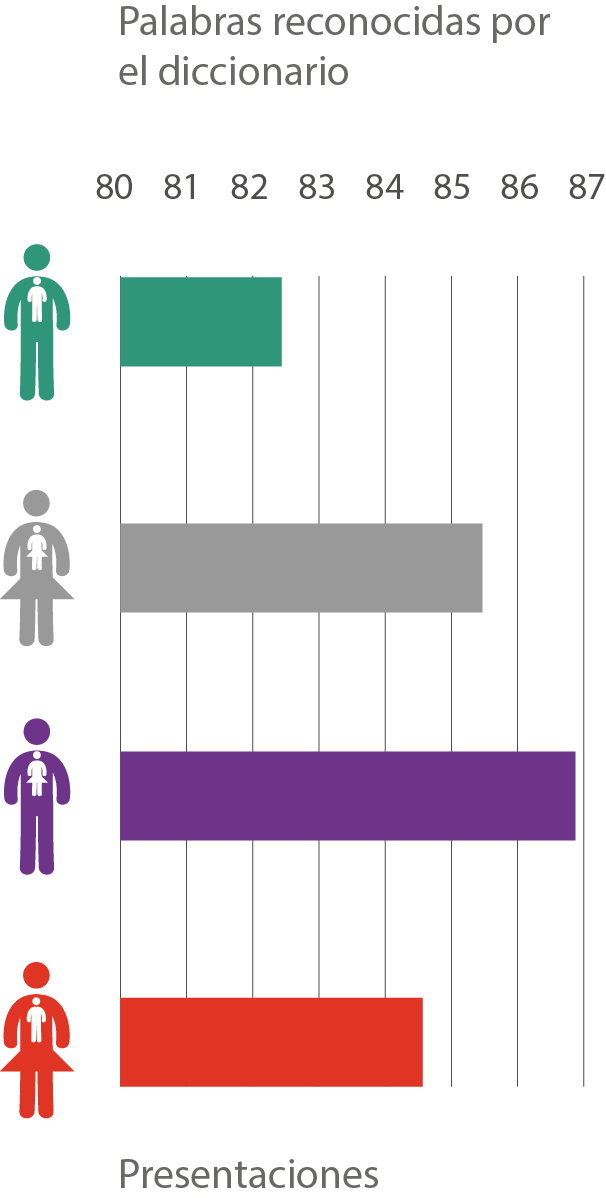 Palabras reconocidas por
el diccionario
80 81 82 83 84 85 86 87
Presentaciones